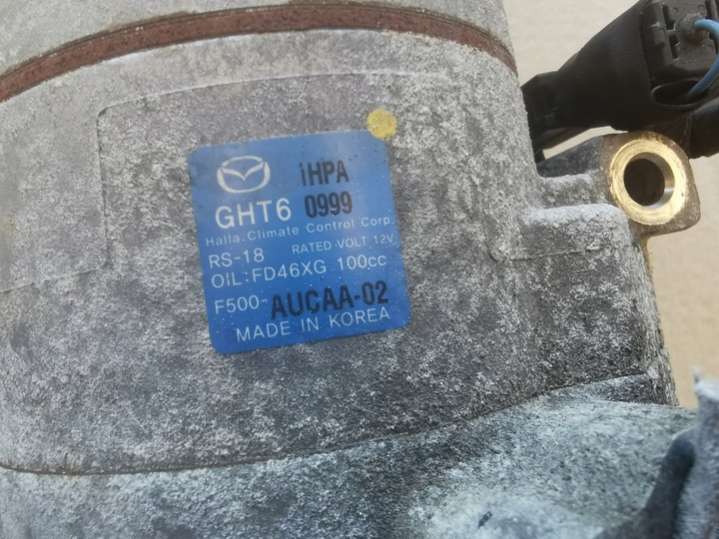 iHPA
GHT6 0999
Halla Climate Control Corp.
RS-18 RATED VOLT 12V
OIL:FD46XG 100cc
F500-AUCAA-02
MADE IN KOREA